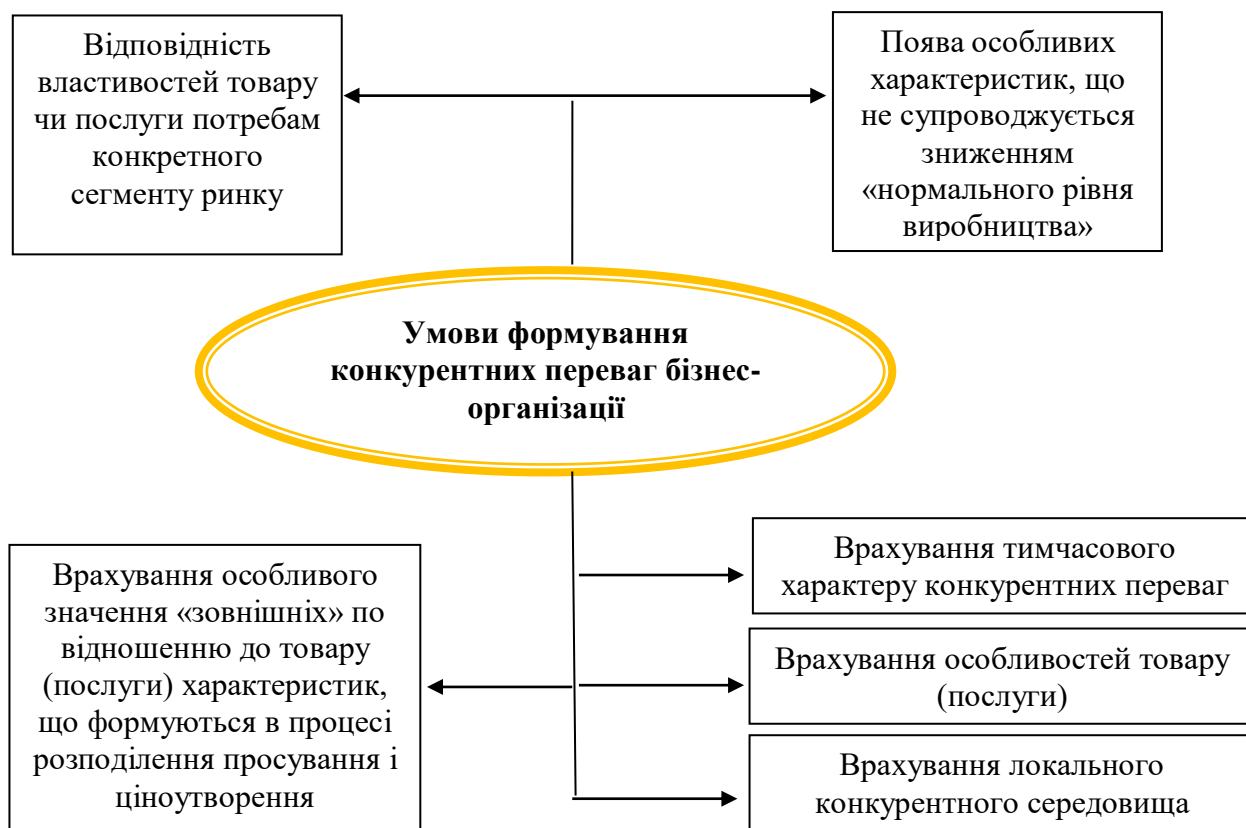 Відповідність
властивостей товару
чи послуги потребам
конкретного
сегменту ринку
Поява особливих
характеристик, що
не супроводжується
зниженням
«нормального рівня
виробництва»
Умови формування
конкурентних переваг бізнес-
організації
Врахування особливого
значення «зовнішніх» по
відношенню до товару
(послуги) характеристик,
що формуються в процесі
розподілення просування і
ціноутворення
Врахування тимчасового
характеру конкурентних переваг
Врахування особливостей товару
(послуги)
Врахування локального
конкурентного середовища